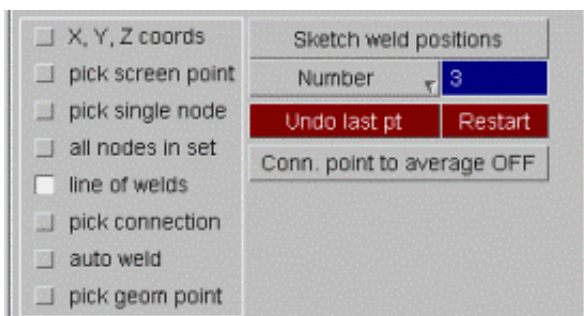 X, Y, Z coords
pick screen point
pick single node
all nodes in set
line of welds
pick connection
auto weld
pick geom point
Sketch weld positions
Number 3
Undo last pt Restart
Conn. point to average OFF